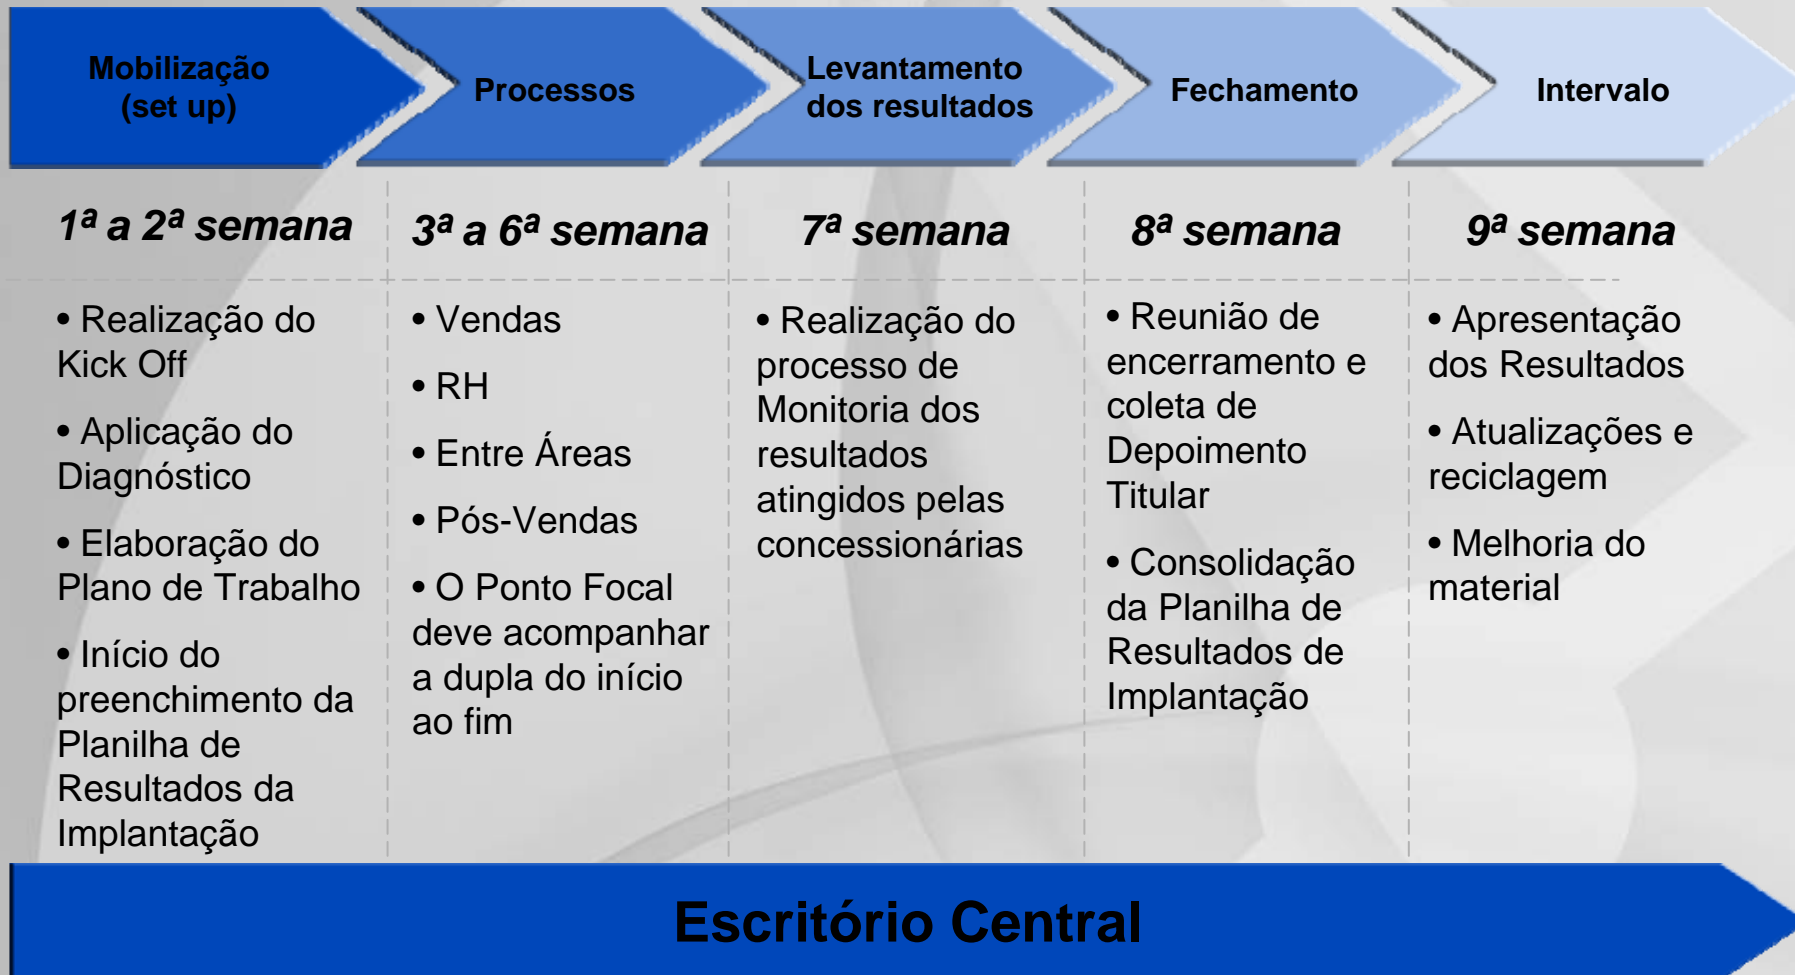 Mobilização
(set up)
Processos
Levantamento
dos resultados
Fechamento
Intervalo
1ª a 2ª semana
3ª a 6ª semana
7ª semana
8ª semana
9ª semana
• Realização do
Kick Off
• Aplicação do
Diagnóstico
• Elaboração do
Plano de Trabalho
• Início do
preenchimento da
Planilha de
Resultados da
Implantação
• Vendas
• RH
• Entre Áreas
• Pós-Vendas
• O Ponto Focal
deve acompanhar
a dupla do início
ao fim
• Realização do
processo de
Monitoria dos
resultados
atingidos pelas
concessionárias
• Reunião de
encerramento e
coleta de
Depoimento
Titular
• Consolidação
da Planilha de
Resultados de
Implantação
• Apresentação
dos Resultados
• Atualizações e
reciclagem
• Melhoria do
material
Escritório Central